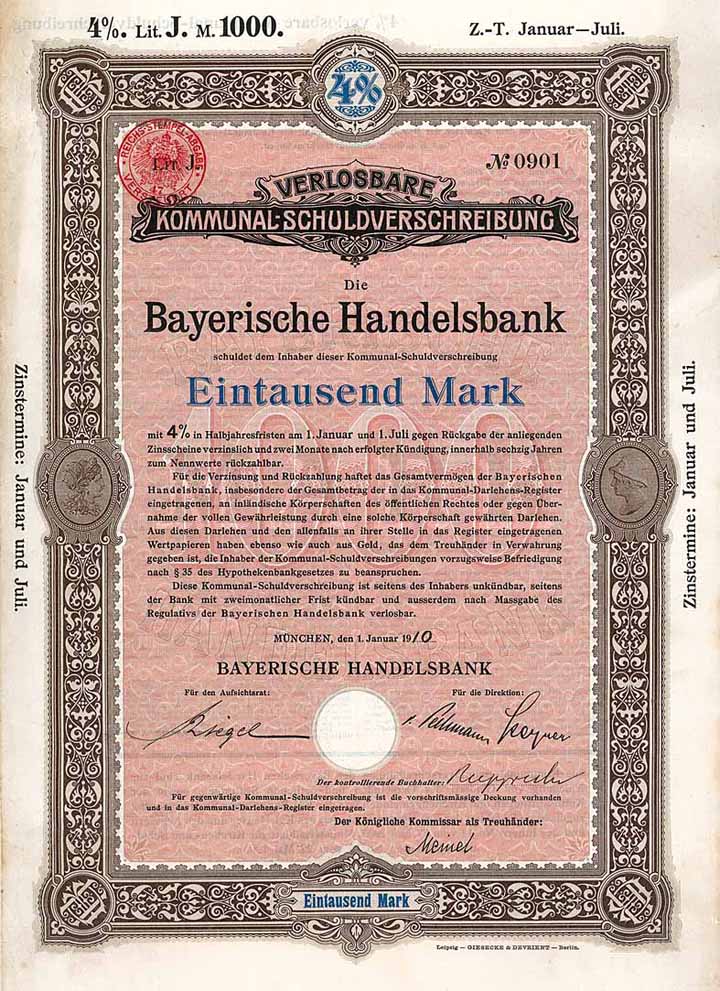 4%. Lit. J. M. 1000.
Z.-T. Januar—Juli.
4%
REICHS-STEMPEL-ABGABE
LIT. J.
№ 0901
VERLOSBARE
KOMMUNAL-SCHULDVERSCHREIBUNG
Die
Bayerische Handelsbank
schuldet dem Inhaber dieser Kommunal-Schuldverschreibung
Eintausend Mark
1000
mit 4% in Halbjahresfristen am 1. Januar und 1. Juli gegen Rückgabe der anliegenden
Zinsscheine verzinslich und zwei Monate nach erfolgter Kündigung, innerhalb sechzig Jahren
zum Nennwerte rückzahlbar.
Für die Verzinsung und Rückzahlung haftet das Gesamtvermögen der Bayerischen
Handelsbank, insbesondere der Gesamtbetrag der in das Kommunal-Darlehens-Register
eingetragenen, an inländische Körperschaften des öffentlichen Rechtes oder gegen Über-
nahme der vollen Gewährleistung durch eine solche Körperschaft gewährten Darlehen.
Aus diesen Darlehen und den allenfalls an ihrer Stelle in das Register eingetragenen
Wertpapieren haben ebenso wie auch aus Geld, das dem Treuhänder in Verwahrung
gegeben ist, die Inhaber der Kommunal-Schuldverschreibungen vorzugsweise Befriedigung
nach § 35 des Hypothekenbankgesetzes zu beanspruchen.
Diese Kommunal-Schuldverschreibung ist seitens des Inhabers unkündbar, seitens
der Bank mit zweimonatlicher Frist kündbar und ausserdem nach Massgabe des
Regulativs der Bayerischen Handelsbank verlosbar.
MÜNCHEN, den 1. Januar 1910
BAYERISCHE HANDELSBANK
Für den Aufsichtsrat:
Für die Direktion:
Der kontrollierende Buchhalter:
Für gegenwärtige Kommunal-Schuldverschreibung ist die vorschriftsmässige Deckung vorhanden
und in das Kommunal-Darlehens-Register eingetragen.
Der Königliche Kommissar als Treuhänder:
Meinel
Eintausend Mark
Leipzig — GIESECKE & DEVRIENT — Berlin.
Zinstermine: Januar und Juli.
Zinstermine: Januar und Juli.